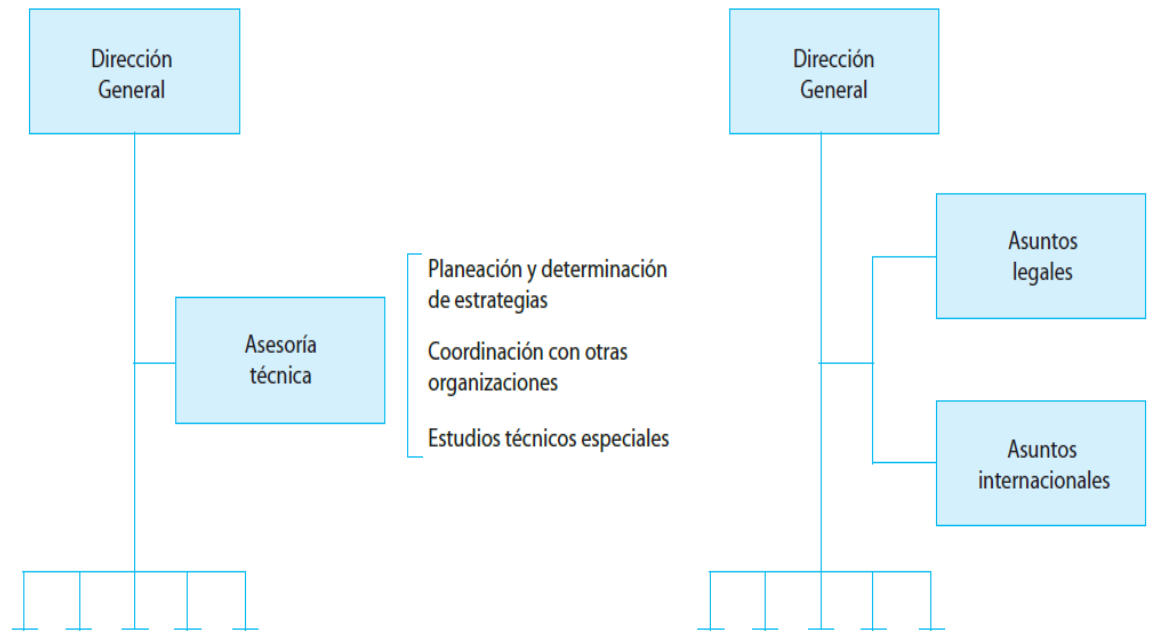 Dirección
General
Asesoría
técnica
Planeación y determinación
de estrategias
Coordinación con otras
organizaciones
Estudios técnicos especiales
Dirección
General
Asuntos
legales
Asuntos
internacionales